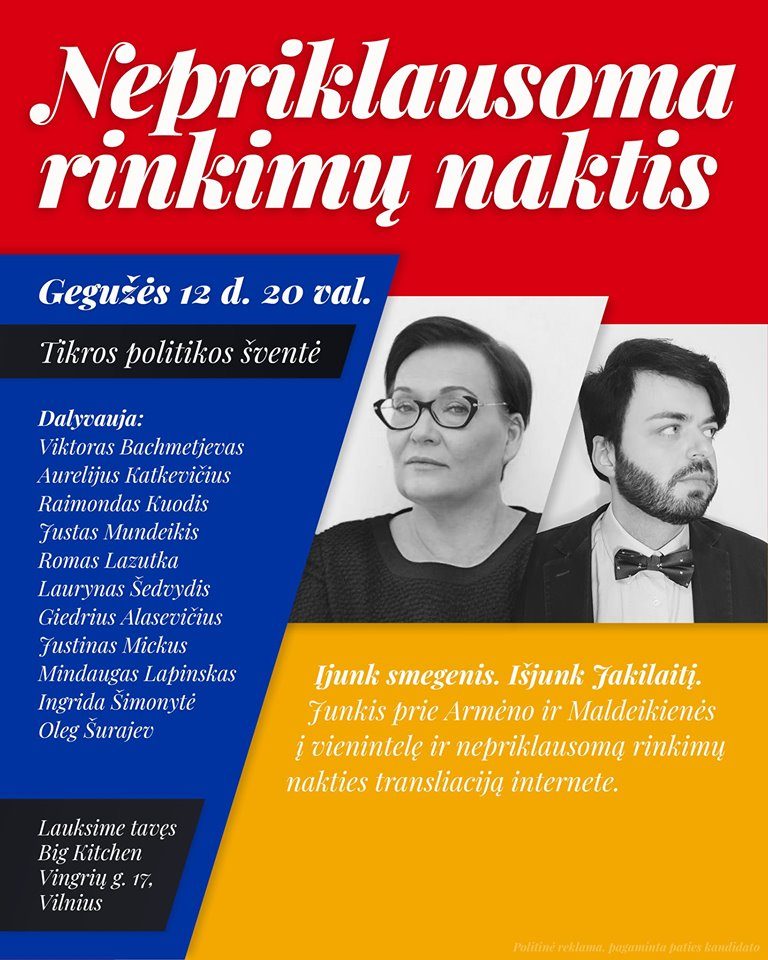 Nepriklausoma
rinkimų naktis
Gegužės 12 d. 20 val.
Tikros politikos šventė
Dalyvauja:
Viktoras Bachmetjevas
Aurelijus Katkevičius
Raimondas Kuodis
Justas Mundeikis
Romas Lazutka
Laurynas Šedvydis
Giedrius Alasevičius
Justinas Mickus
Mindaugas Lapinskas
Ingrida Šimonytė
Oleg Šurajev
Įjunk smegenis. Išjunk Jakilaitį.
Junkis prie Armėno ir Maldeikienės
į vienintelę ir nepriklausomą rinkimų
nakties transliaciją internete.
Lauksime tavęs
Big Kitchen
Vingrių g. 17,
Vilnius
Politinė reklama, pagaminta paties kandidato